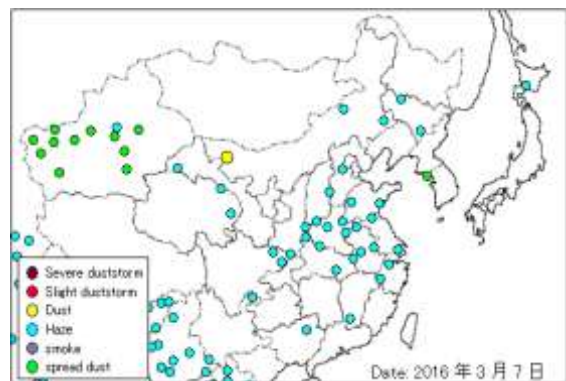 Severe duststorm
Slight duststorm
Dust
Haze
smoke
spread dust
Date: 2016 年 3 月 7 日